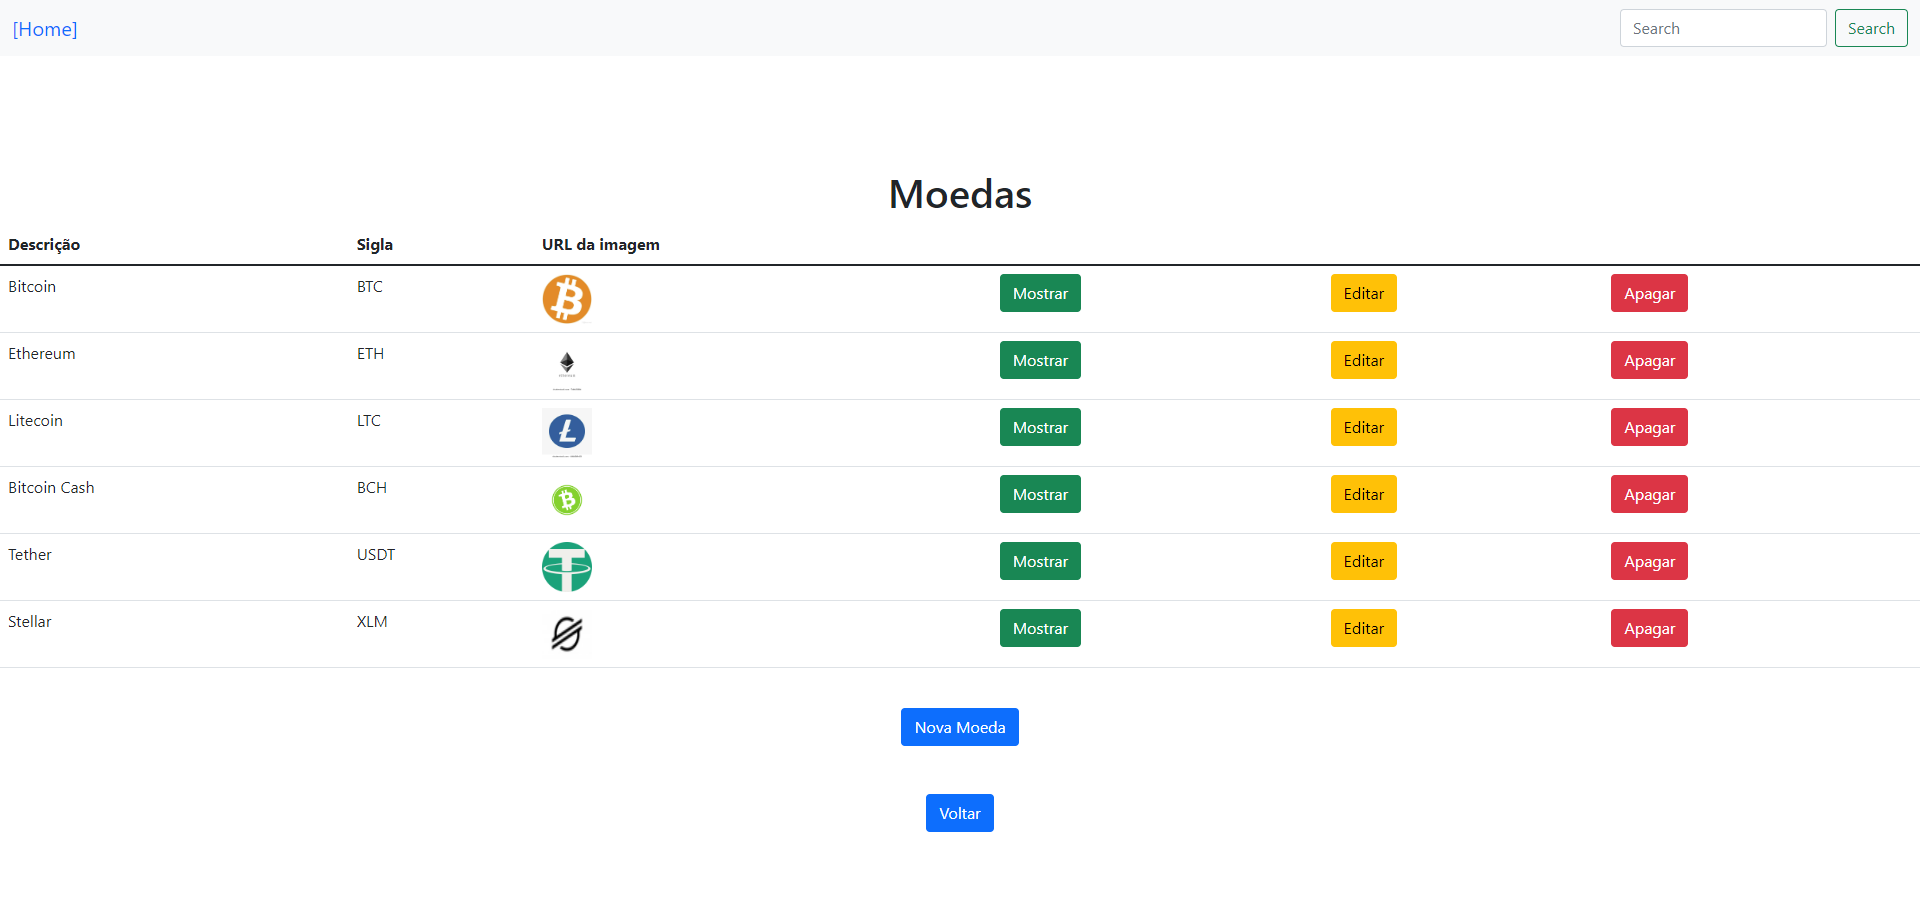 [Home] Search Search
Moedas
Descrição Sigla URL da imagem
Bitcoin BTC Mostrar Editar Apagar
Ethereum ETH Mostrar Editar Apagar
Litecoin LTC Mostrar Editar Apagar
Bitcoin Cash BCH Mostrar Editar Apagar
Tether USDT Mostrar Editar Apagar
Stellar XLM Mostrar Editar Apagar
Nova Moeda
Voltar